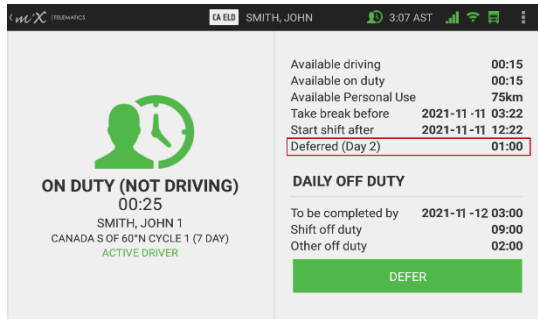 mX TELEMATICS
CA ELD SMITH, JOHN
3:07 AST
ON DUTY (NOT DRIVING)
00:25
SMITH, JOHN 1
CANADA S OF 60°N CYCLE 1 (7 DAY)
ACTIVE DRIVER
Available driving 00:15
Available on duty 00:15
Available Personal Use 75km
Take break before 2021-11-11 03:22
Start shift after 2021-11-11 12:22
Deferred (Day 2) 01:00
DAILY OFF DUTY
To be completed by 2021-11-12 03:00
Shift off duty 09:00
Other off duty 02:00
DEFER